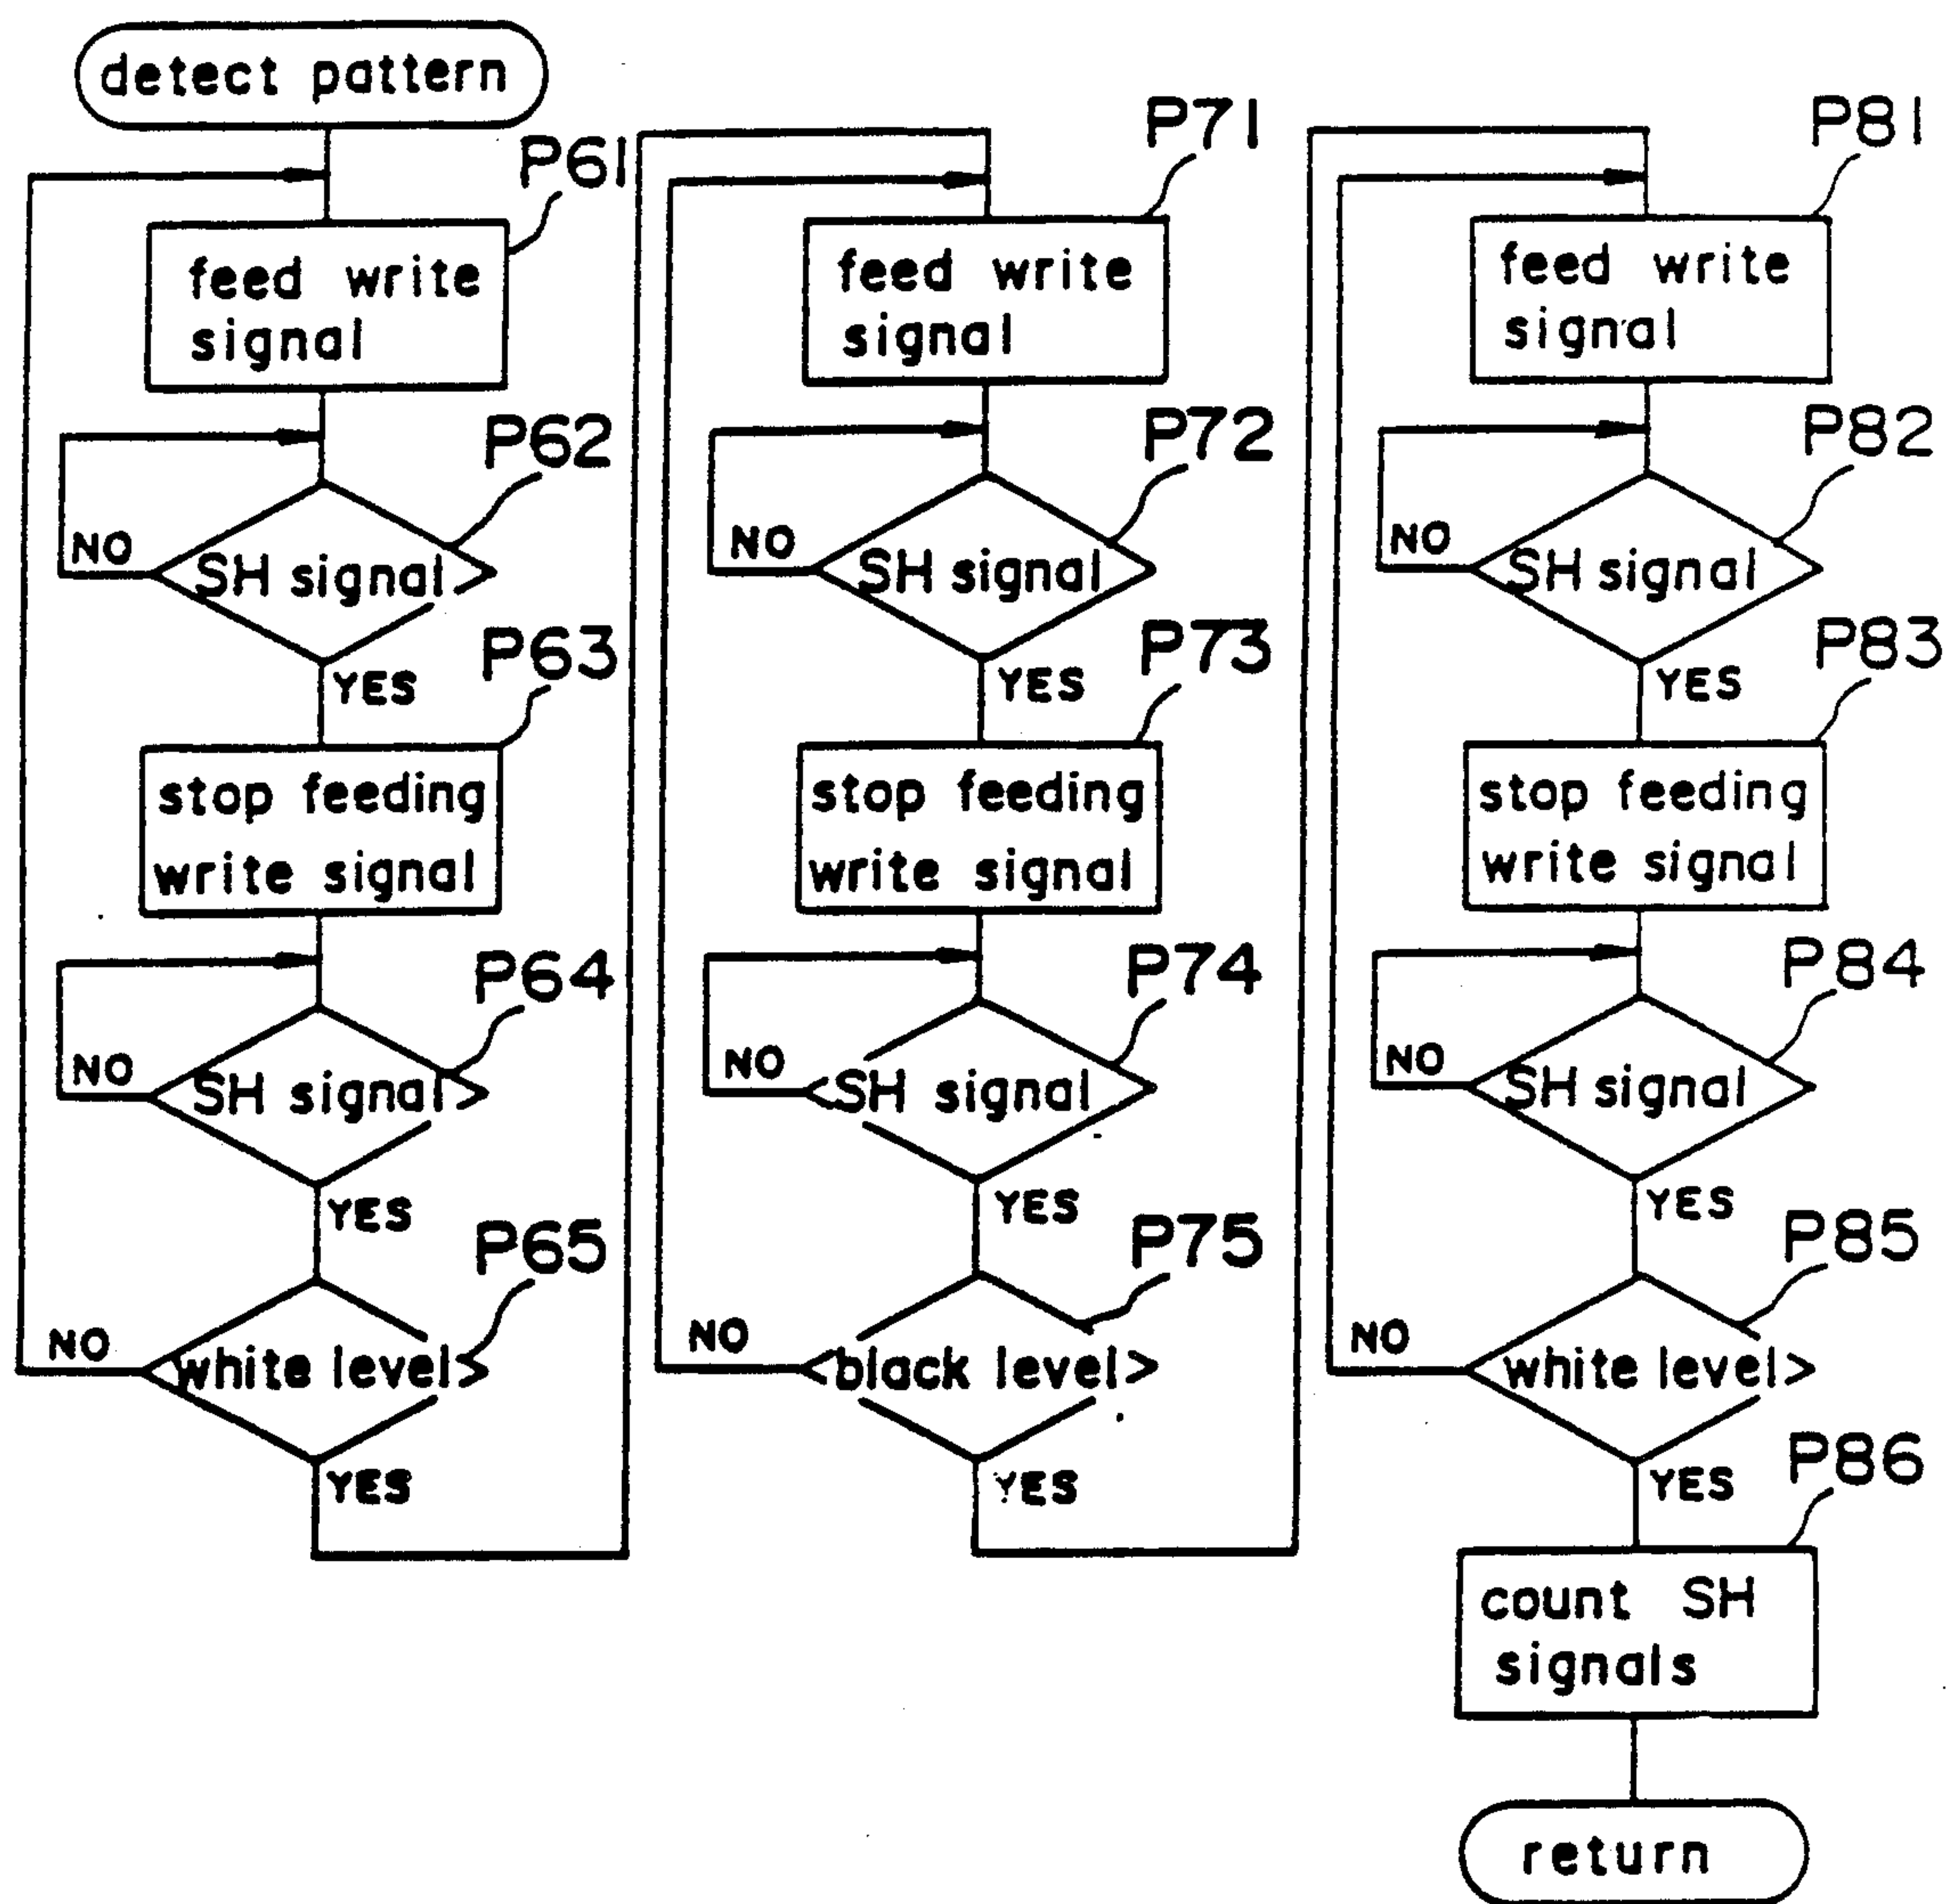 detect pattern
P61
feed write
signal
P62
NO
SH signal
YES
P63
stop feeding
write signal
P64
NO
SH signal
YES
P65
NO
white level
YES
P71
feed write
signal
P72
NO
SH signal
YES
P73
stop feeding
write signal
P74
NO
SH signal
YES
P75
NO
black level
YES
P81
feed write
signal
P82
NO
SH signal
YES
P83
stop feeding
write signal
P84
NO
SH signal
YES
P85
NO
white level
YES
P86
count SH
signals
return